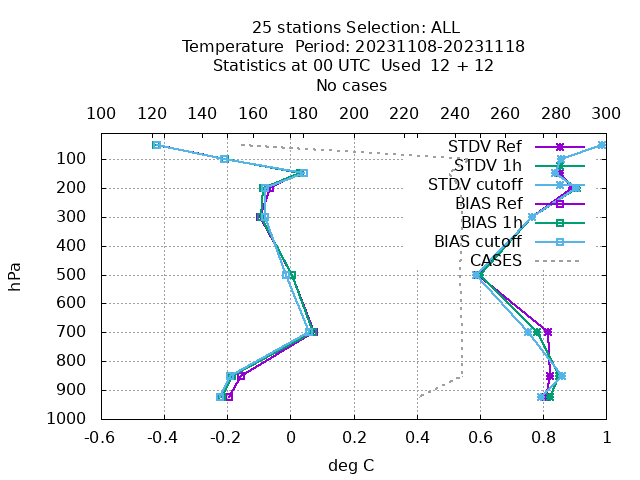 25 stations Selection: ALL
Temperature  Period: 20231108-20231118
Statistics at 00 UTC  Used  12 + 12
No cases
100 120 140 160 180 200 220 240 260 280 300
STDV Ref
STDV 1h
STDV cutoff
BIAS Ref
BIAS 1h
BIAS cutoff
CASES
hPa
100
200
300
400
500
600
700
800
900
1000
-0.6 -0.4 -0.2 0 0.2 0.4 0.6 0.8 1
deg C